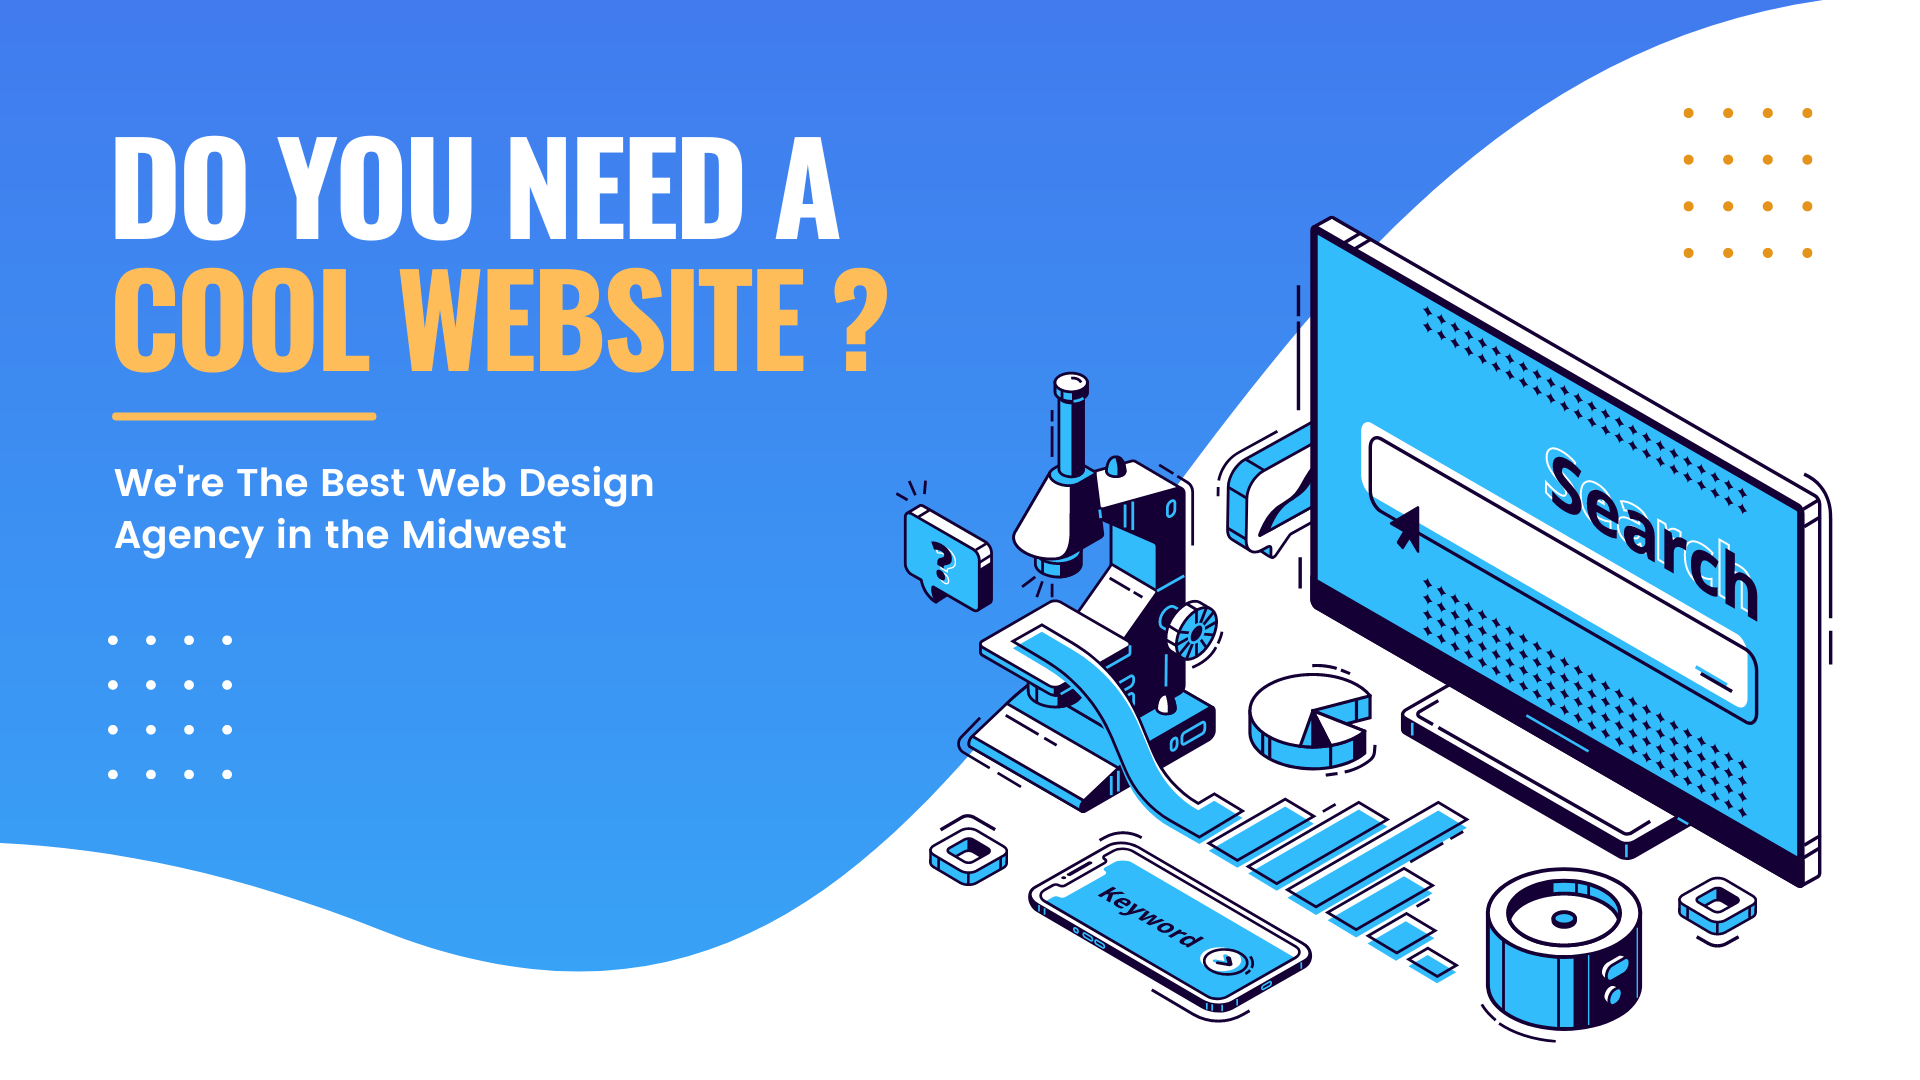 DO YOU NEED A
COOL WEBSITE ?
We're The Best Web Design
Agency in the Midwest
?
Search
Keyword